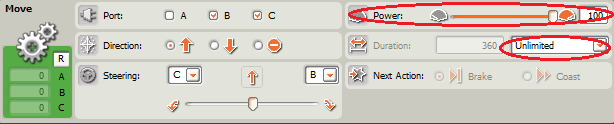 Move
Port: A B C
Power: 100
R
Direction:
Duration: 360 Unlimited
0 A
0 B
0 C
Steering: C B
Next Action: Brake Coast